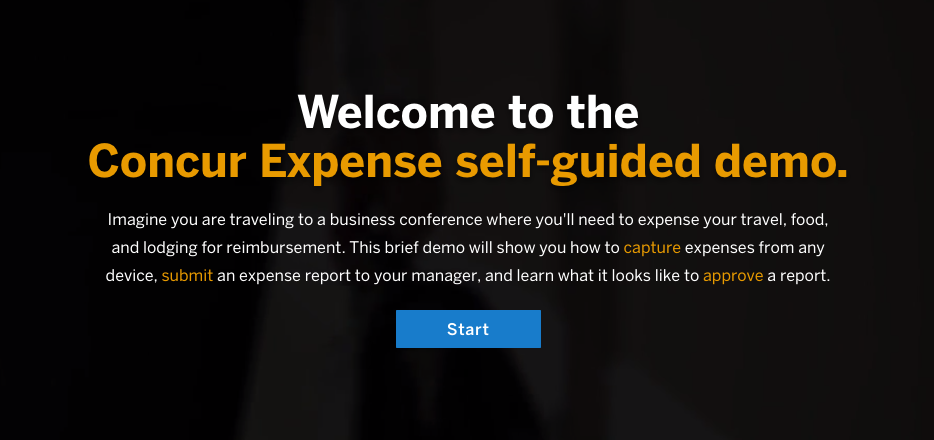 Welcome to the
Concur Expense self-guided demo.
Imagine you are traveling to a business conference where you'll need to expense your travel, food,
and lodging for reimbursement. This brief demo will show you how to capture expenses from any
device, submit an expense report to your manager, and learn what it looks like to approve a report.
Start